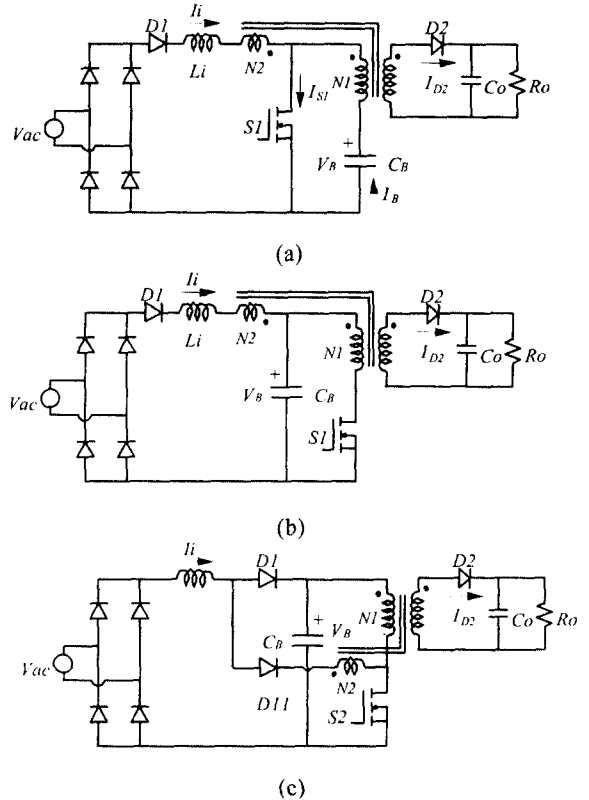 Ii
D1
D2
Li
N2
N1
IS1
ID2
Co
Ro
S1
Vac
+
VB
CB
IB
(a)
Ii
D1
D2
Li
N2
N1
ID2
Co
Ro
+
VB
CB
Vac
S1
(b)
Ii
D1
D2
N1
ID2
Co
Ro
+
CB
VB
Vac
N2
D11
S2
(c)